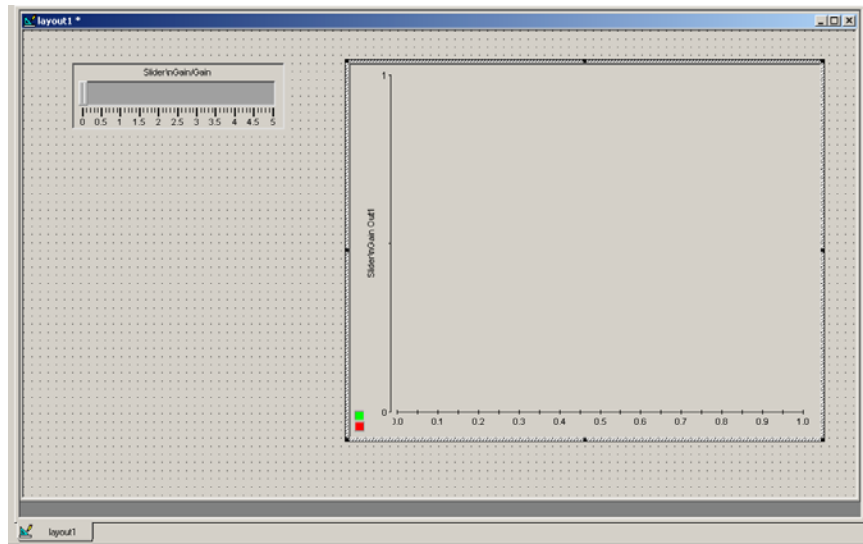 layout1 *
Slider\nGain/Gain
0 0.5 1 1.5 2 2.5 3 3.5 4 4.5 5
1
Slider\nGain Out1
0
0.0 0.1 0.2 0.3 0.4 0.5 0.6 0.7 0.8 0.9 1.0
layout1